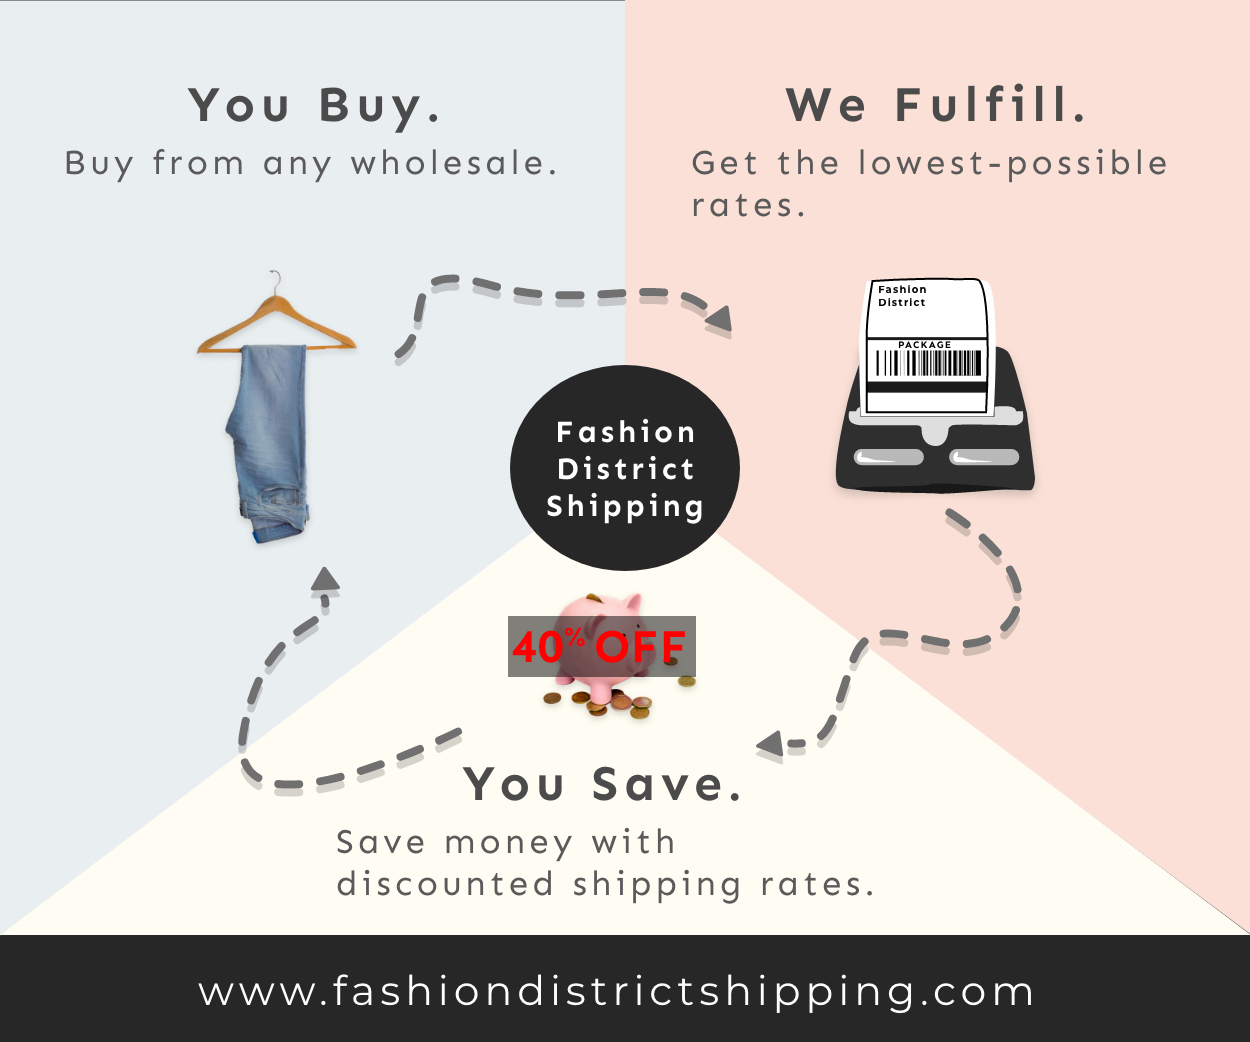 You Buy.
Buy from any wholesale.
We Fulfill.
Get the lowest-possible
rates.
Fashion
District
PACKAGE
Fashion
District
Shipping
40% OFF
You Save.
Save money with
discounted shipping rates.
www.fashiondistrictshipping.com